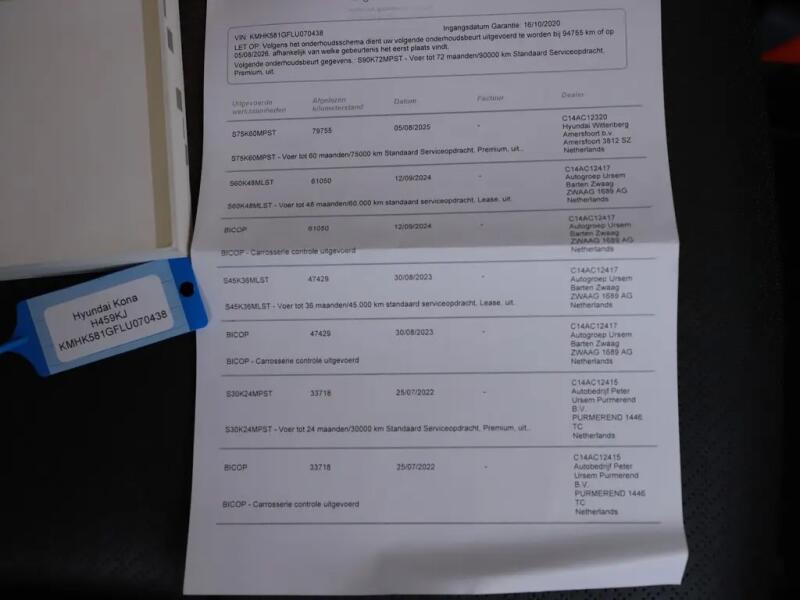 VIN: KMHK581GFLU070438 Ingangsdatum Garantie: 16/10/2020
LET OP: Volgens het onderhoudsschema dient uw volgende onderhoudsbeurt uitgevoerd te worden bij 94755 km of op
05/08/2026, afhankelijk van welke gebeurtenis het eerst plaats vindt.
Volgende onderhoudsbeurt gegevens.: S90K72MPST - Voer tot 72 maanden/90000 km Standaard Serviceopdracht,
Premium, uit.
Uitgevoerde werkzaamheden Afgelezen kilometerstand Datum Factuur Dealer
S75K60MPST 79755 05/08/2025 - C14AC12320
Hyundai Wittenberg
Amersfoort b.v.
Amersfoort 3812 SZ
Netherlands
S75K60MPST - Voer tot 60 maanden/75000 km Standaard Serviceopdracht, Premium, uit..
S60K48MLST 61050 12/09/2024 - C14AC12417
Autogroep Ursem
Barten Zwaag
ZWAAG 1689 AG
Netherlands
S60K48MLST - Voer tot 48 maanden/60.000 km standaard serviceopdracht, Lease, uit.
BICOP 61050 12/09/2024 - C14AC12417
Autogroep Ursem
Barten Zwaag
ZWAAG 1689 AG
Netherlands
BICOP - Carrosserie controle uitgevoerd
S45K36MLST 47429 30/08/2023 - C14AC12417
Autogroep Ursem
Barten Zwaag
ZWAAG 1689 AG
Netherlands
S45K36MLST - Voer tot 36 maanden/45.000 km standaard serviceopdracht, Lease, uit.
BICOP 47429 30/08/2023 - C14AC12417
Autogroep Ursem
Barten Zwaag
ZWAAG 1689 AG
Netherlands
BICOP - Carrosserie controle uitgevoerd
S30K24MPST 33718 25/07/2022 - C14AC12415
Autobedrijf Peter
Ursem Purmerend
B.V.
PURMEREND 1446
TC
Netherlands
S30K24MPST - Voer tot 24 maanden/30000 km Standaard Serviceopdracht, Premium, uit..
BICOP 33718 25/07/2022 - C14AC12415
Autobedrijf Peter
Ursem Purmerend
B.V.
PURMEREND 1446
TC
Netherlands
BICOP - Carrosserie controle uitgevoerd
Hyundai Kona
H459KJ
KMHK581GFLU070438